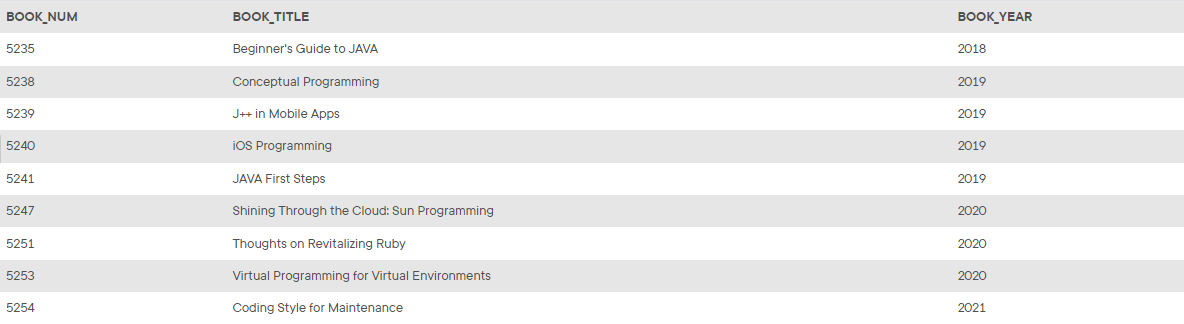 BOOK_NUM BOOK_TITLE BOOK_YEAR
5235 Beginner's Guide to JAVA 2018
5238 Conceptual Programming 2019
5239 J++ in Mobile Apps 2019
5240 iOS Programming 2019
5241 JAVA First Steps 2019
5247 Shining Through the Cloud: Sun Programming 2020
5251 Thoughts on Revitalizing Ruby 2020
5253 Virtual Programming for Virtual Environments 2020
5254 Coding Style for Maintenance 2021